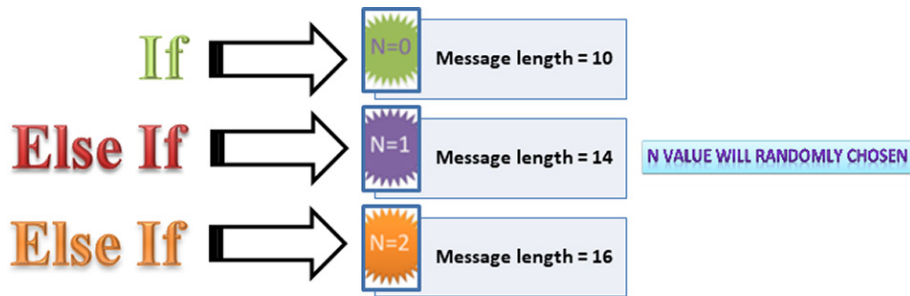 If
N=0
Message length = 10
Else If
N=1
Message length = 14
N VALUE WILL RANDOMLY CHOSEN
Else If
N=2
Message length = 16